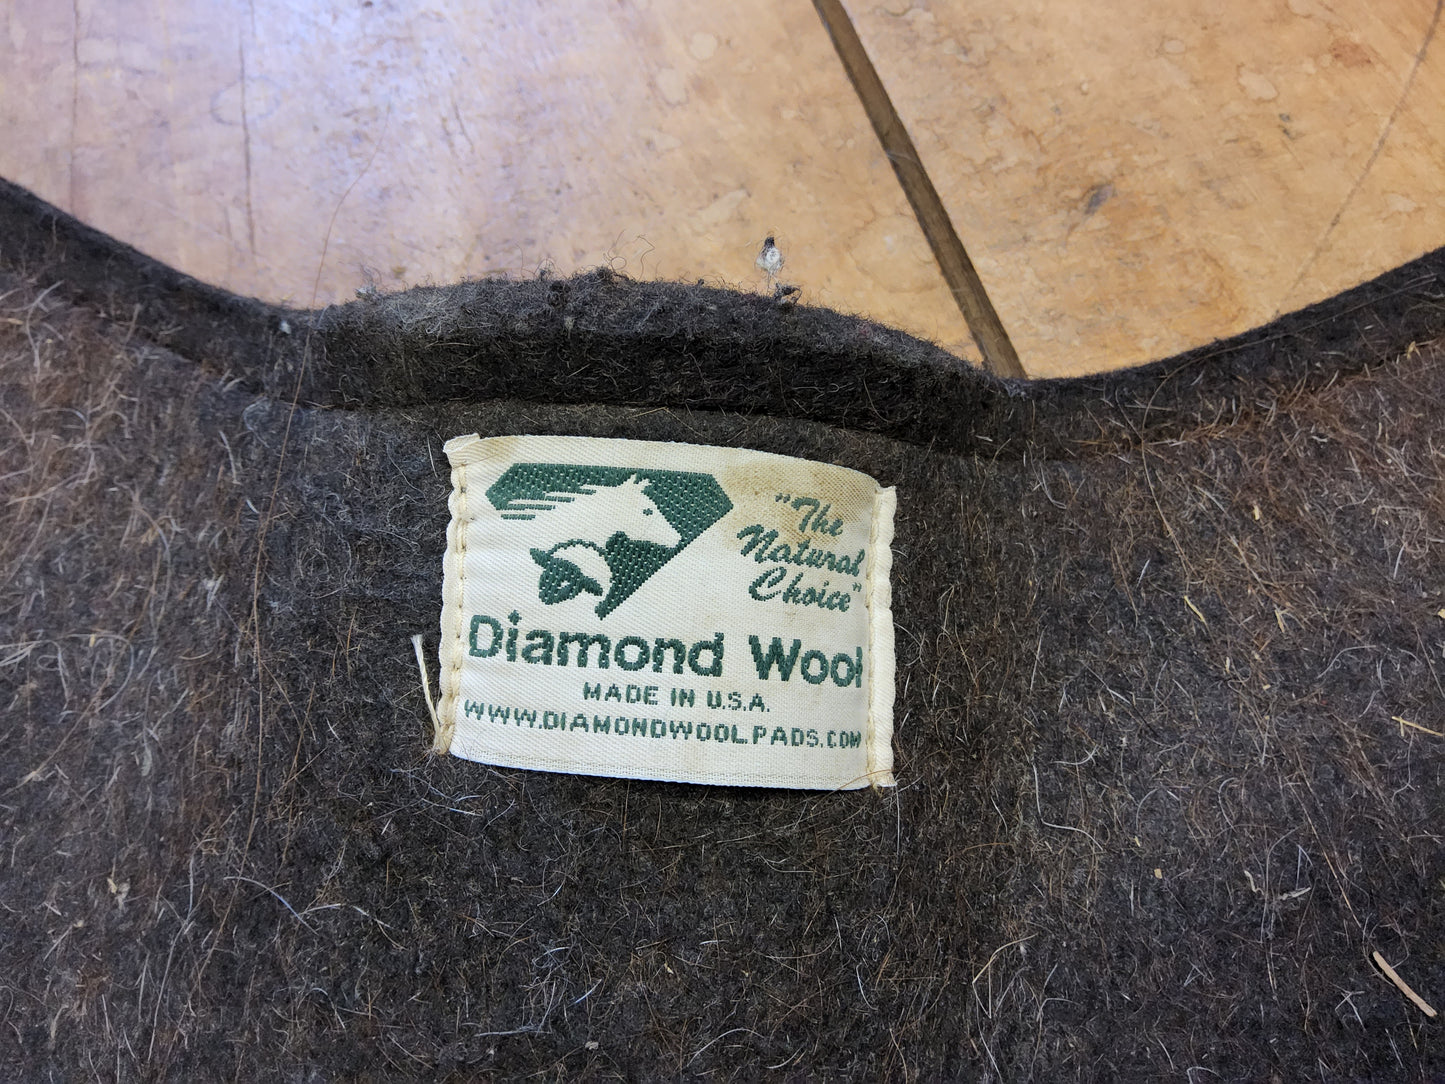 "The
Natural
Choice"
Diamond Wool
MADE IN U.S.A.
WWW.DIAMONDWOOLPADS.COM